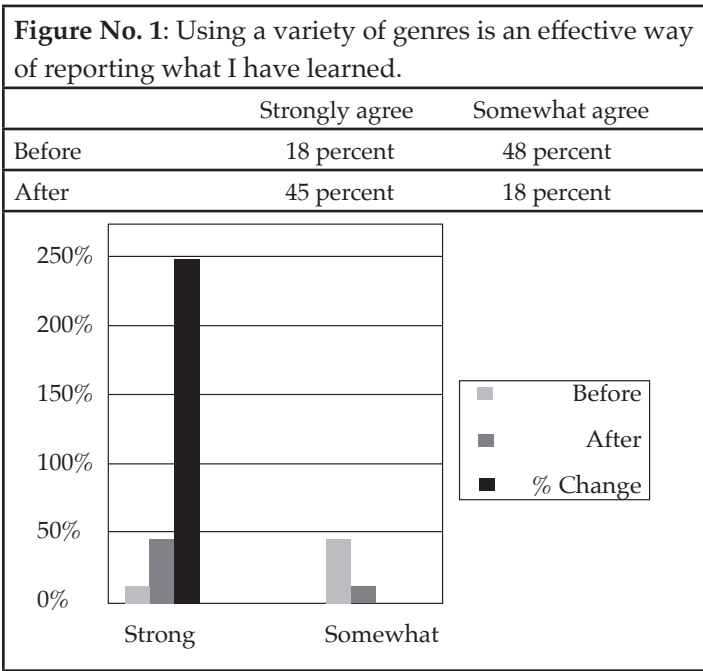 Figure No. 1: Using a variety of genres is an effective way
of reporting what I have learned.
Strongly agree Somewhat agree
Before 18 percent 48 percent
After 45 percent 18 percent
250%
200%
150%
100%
50%
0%
Strong Somewhat
Before
After
% Change